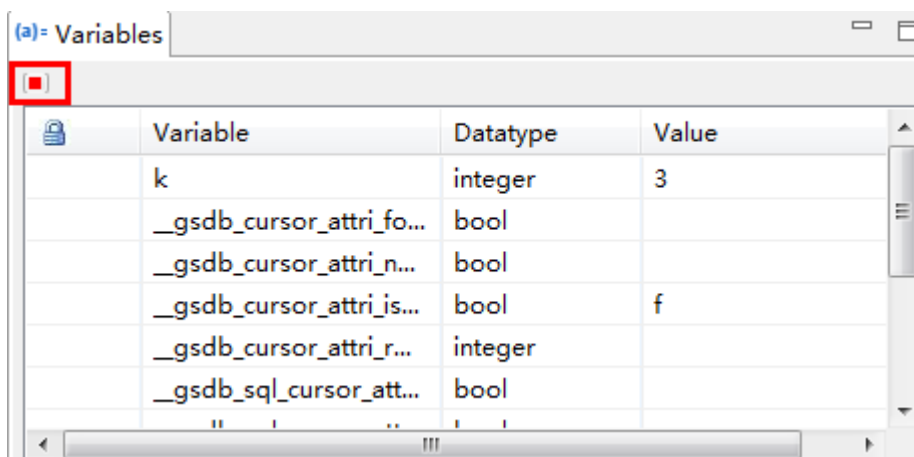 (a)= Variables
Variable Datatype Value
k integer 3
__gsdb_cursor_attri_fo... bool
__gsdb_cursor_attri_n... bool
__gsdb_cursor_attri_is... bool f
__gsdb_cursor_attri_r... integer
__gsdb_sql_cursor_att... bool